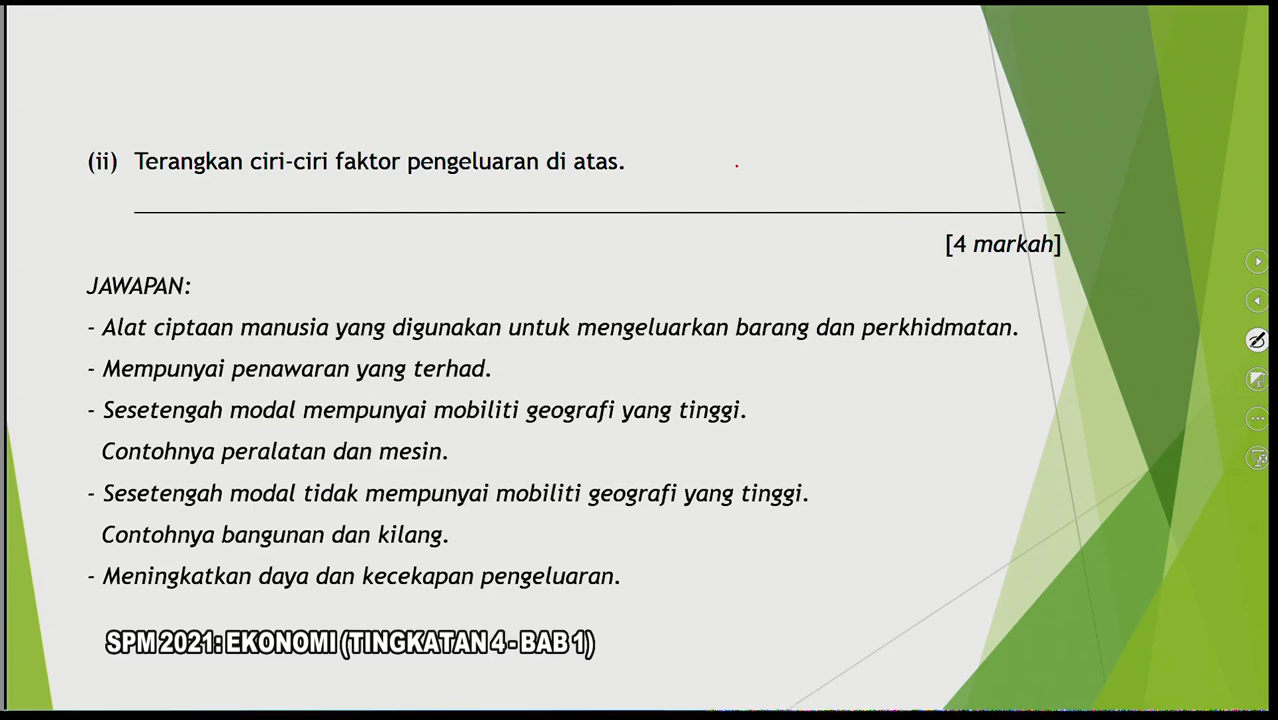 (ii) Terangkan ciri-ciri faktor pengeluaran di atas.
[4 markah]
JAWAPAN:
- Alat ciptaan manusia yang digunakan untuk mengeluarkan barang dan perkhidmatan.
- Mempunyai penawaran yang terhad.
- Sesetengah modal mempunyai mobiliti geografi yang tinggi.
Contohnya peralatan dan mesin.
- Sesetengah modal tidak mempunyai mobiliti geografi yang tinggi.
Contohnya bangunan dan kilang.
- Meningkatkan daya dan kecekapan pengeluaran.
SPM 2021: EKONOMI (TINGKATAN 4 - BAB 1)